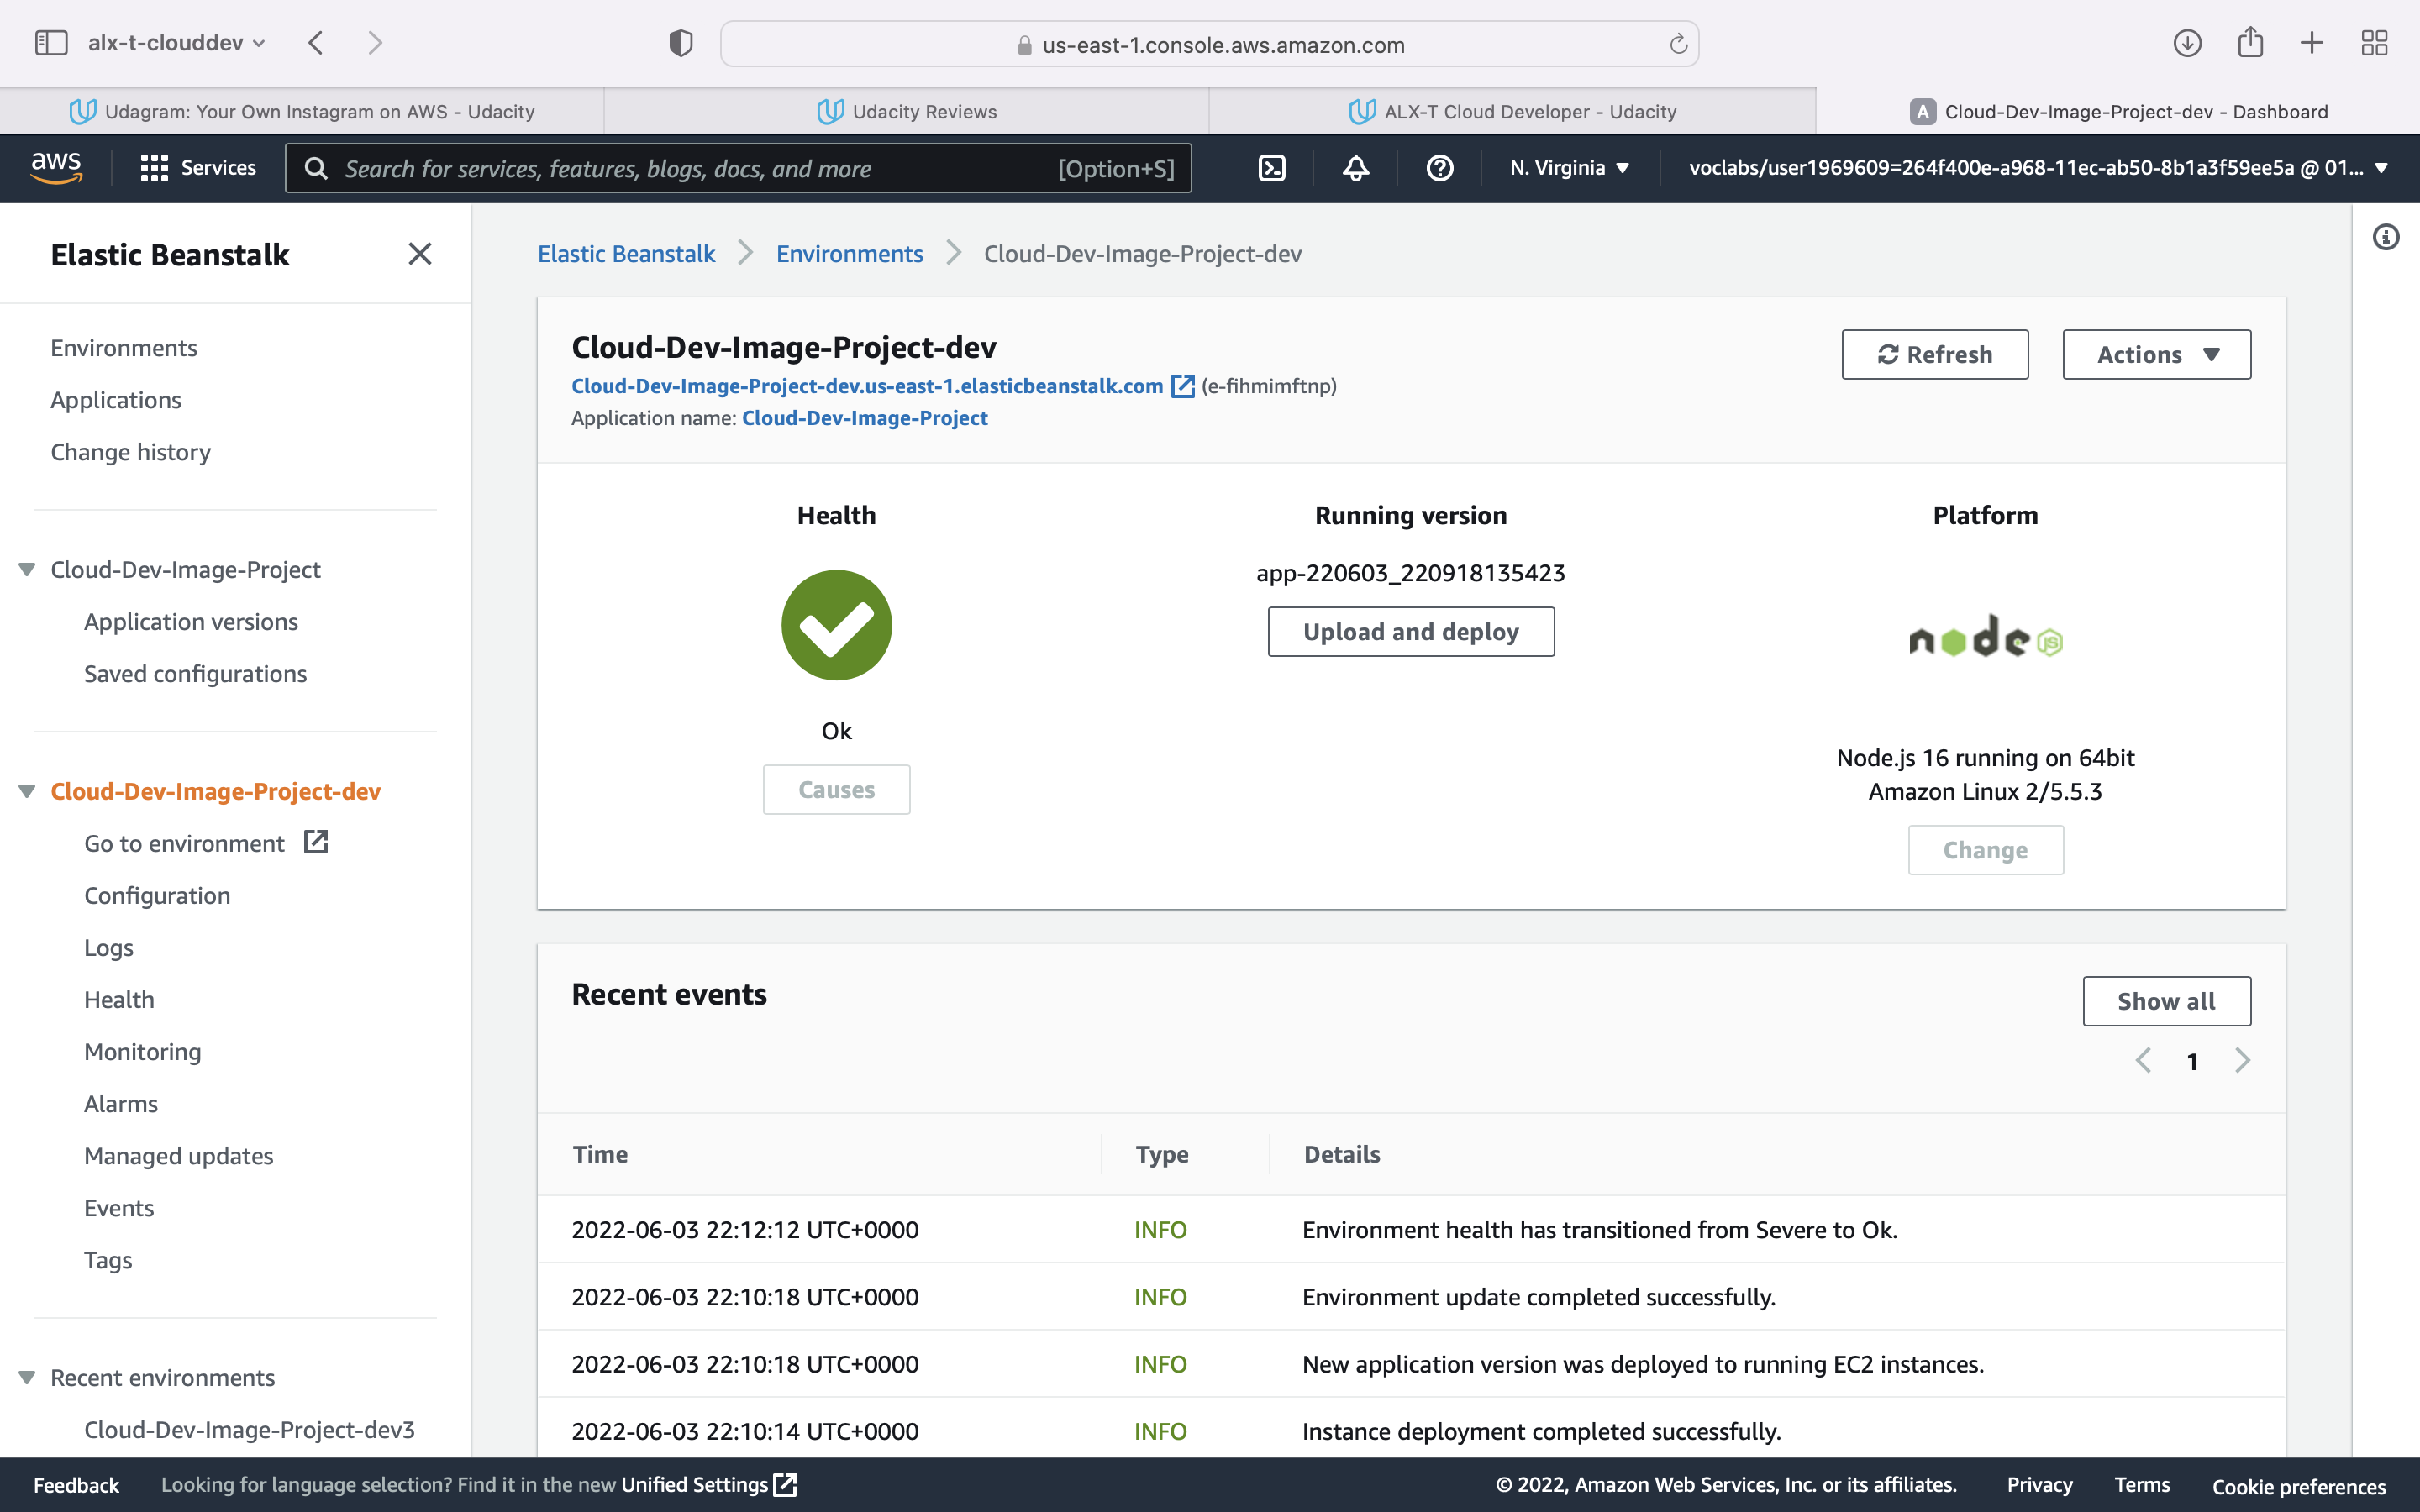 alx-t-clouddev
us-east-1.console.aws.amazon.com
Udagram: Your Own Instagram on AWS - Udacity
Udacity Reviews
ALX-T Cloud Developer - Udacity
A Cloud-Dev-Image-Project-dev - Dashboard
aws
Services
Search for services, features, blogs, docs, and more [Option+S]
N. Virginia
voclabs/user1969609=264f400e-a968-11ec-ab50-8b1a3f59ee5a @ 01...
Elastic Beanstalk
Environments
Applications
Change history
Cloud-Dev-Image-Project
Application versions
Saved configurations
Cloud-Dev-Image-Project-dev
Go to environment
Configuration
Logs
Health
Monitoring
Alarms
Managed updates
Events
Tags
Recent environments
Cloud-Dev-Image-Project-dev3
Elastic Beanstalk > Environments > Cloud-Dev-Image-Project-dev
Cloud-Dev-Image-Project-dev
Cloud-Dev-Image-Project-dev.us-east-1.elasticbeanstalk.com (e-fihmimftnp)
Application name: Cloud-Dev-Image-Project
Refresh
Actions
Health
Ok
Causes
Running version
app-220603_220918135423
Upload and deploy
Platform
node JS
Node.js 16 running on 64bit
Amazon Linux 2/5.5.3
Change
Recent events
Show all
1
Time Type Details
2022-06-03 22:12:12 UTC+0000 INFO Environment health has transitioned from Severe to Ok.
2022-06-03 22:10:18 UTC+0000 INFO Environment update completed successfully.
2022-06-03 22:10:18 UTC+0000 INFO New application version was deployed to running EC2 instances.
2022-06-03 22:10:14 UTC+0000 INFO Instance deployment completed successfully.
Feedback
Looking for language selection? Find it in the new Unified Settings
© 2022, Amazon Web Services, Inc. or its affiliates.
Privacy
Terms
Cookie preferences